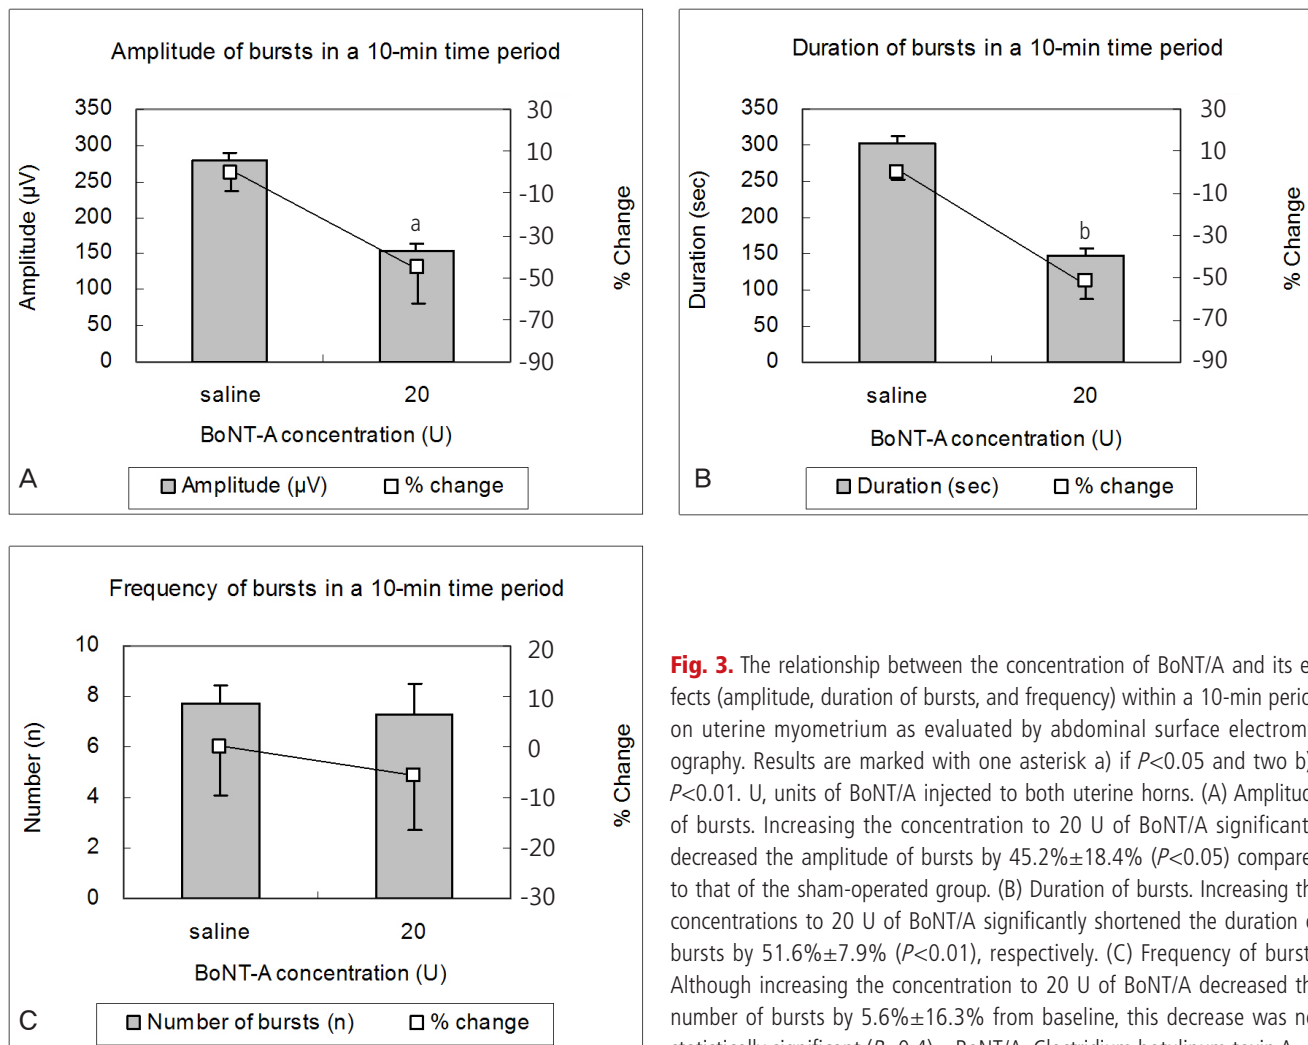 Amplitude of bursts in a 10-min time period
350
300
250
200
150
100
50
0
Amplitude (µV)
30
10
-10
-30
-50
-70
-90
% Change
a
saline 20
BoNT-A concentration (U)
Amplitude (µV) % change
A
Duration of bursts in a 10-min time period
350
300
250
200
150
100
50
0
Duration (sec)
30
10
-10
-30
-50
-70
-90
% Change
b
saline 20
BoNT-A concentration (U)
Duration (sec) % change
B
Frequency of bursts in a 10-min time period
10
8
6
4
2
0
Number (n)
20
10
0
-10
-20
-30
% Change
saline 20
BoNT-A concentration (U)
Number of bursts (n) % change
C
Fig. 3. The relationship between the concentration of BoNT/A and its e
fects (amplitude, duration of bursts, and frequency) within a 10-min period
on uterine myometrium as evaluated by abdominal surface electrom
ography. Results are marked with one asterisk a) if P<0.05 and two b)
P<0.01. U, units of BoNT/A injected to both uterine horns. (A) Amplitud
of bursts. Increasing the concentration to 20 U of BoNT/A significant
decreased the amplitude of bursts by 45.2%±18.4% (P<0.05) compare
to that of the sham-operated group. (B) Duration of bursts. Increasing th
concentrations to 20 U of BoNT/A significantly shortened the duration o
bursts by 51.6%±7.9% (P<0.01), respectively. (C) Frequency of burst
Although increasing the concentration to 20 U of BoNT/A decreased th
number of bursts by 5.6%±16.3% from baseline, this decrease was no